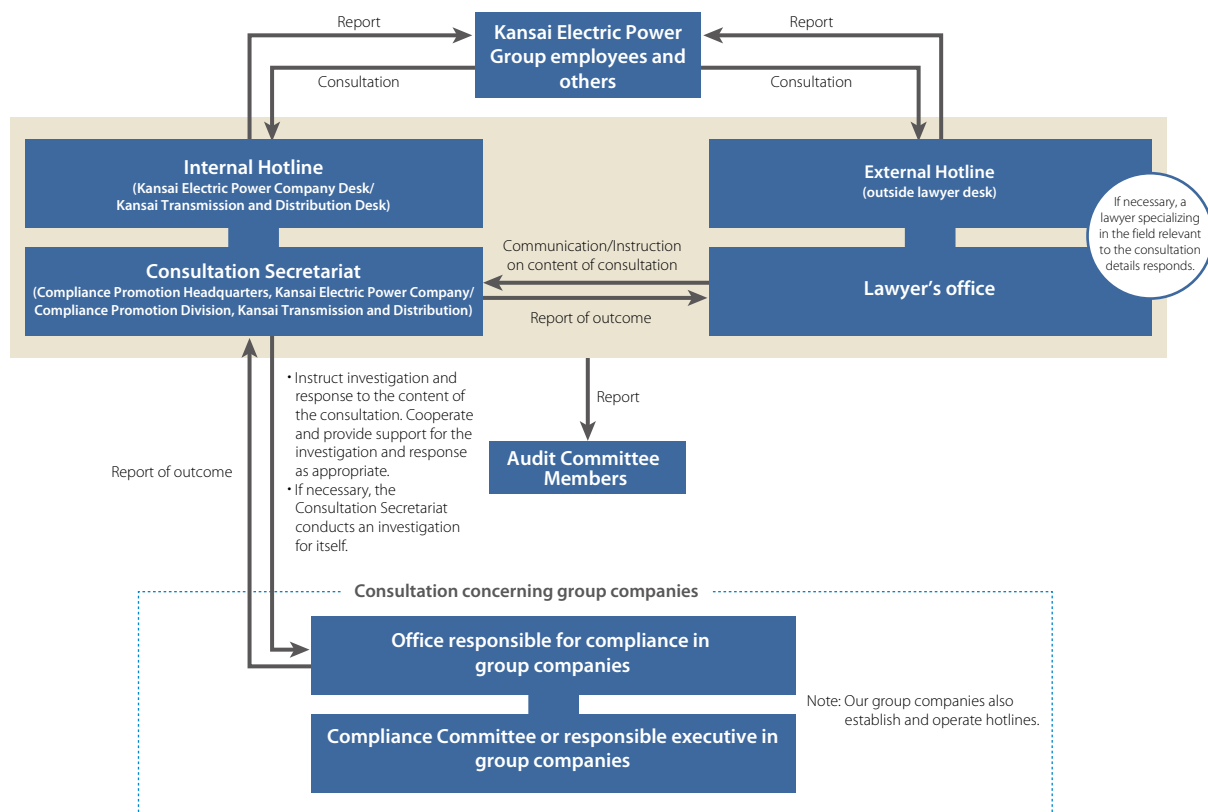 Report
Kansai Electric Power
Group employees and
others
Report
Consultation
Consultation
Internal Hotline
(Kansai Electric Power Company Desk/
Kansai Transmission and Distribution Desk)
External Hotline
(outside lawyer desk)
If necessary, a
lawyer specializing
in the field relevant
to the consultation
details responds.
Consultation Secretariat
(Compliance Promotion Headquarters, Kansai Electric Power Company/
Compliance Promotion Division, Kansai Transmission and Distribution)
Communication/Instruction
on content of consultation
Report of outcome
Lawyer's office
• Instruct investigation and
response to the content of
the consultation. Cooperate
and provide support for the
investigation and response
as appropriate.
• If necessary, the
Consultation Secretariat
conducts an investigation
for itself.
Report of outcome
Report
Audit Committee
Members
Consultation concerning group companies
Office responsible for compliance in
group companies
Compliance Committee or responsible executive in
group companies
Note: Our group companies also
establish and operate hotlines.